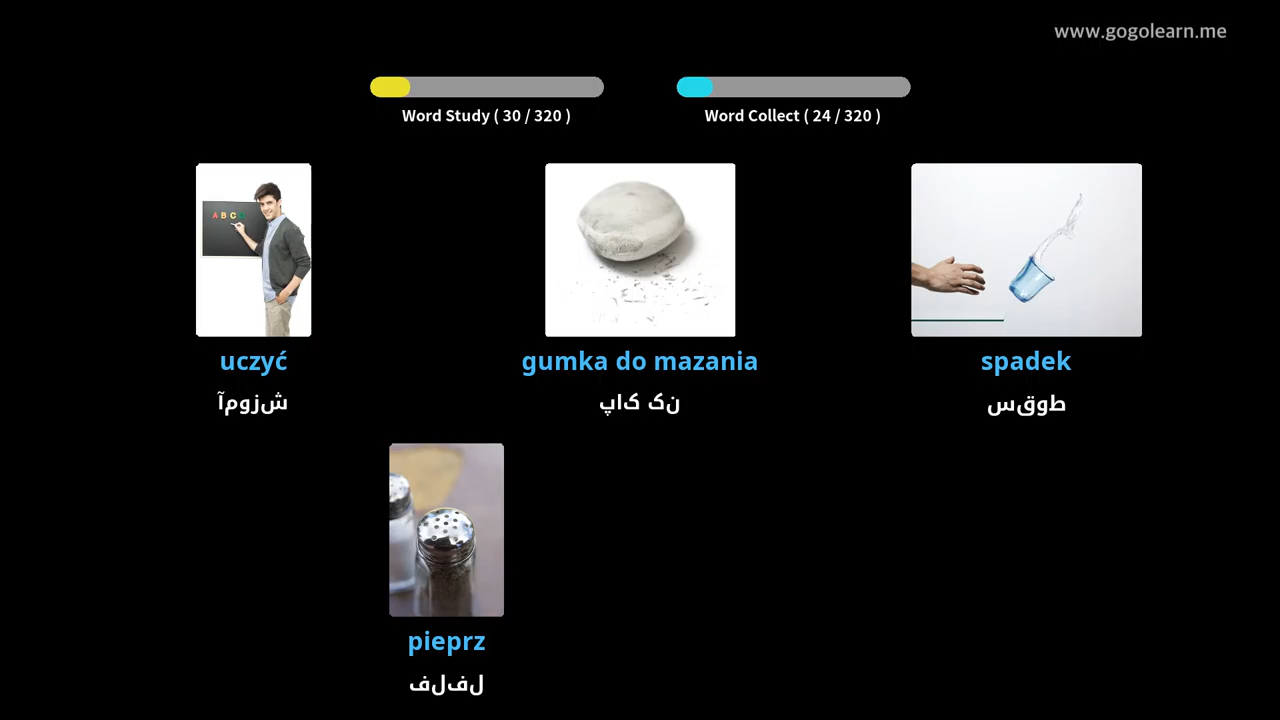 www.gogolearn.me
Word Study ( 30 / 320 )
Word Collect ( 24 / 320 )
uczyć
شزومآ
gumka do mazania
نک کاپ
spadek
طوقس
pieprz
لفلف